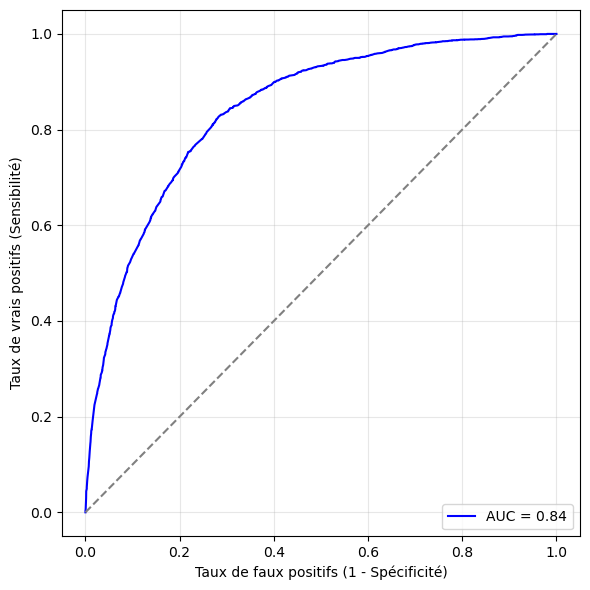 1.0
0.8
0.6
0.4
0.2
0.0
Taux de vrais positifs (Sensibilité)
AUC = 0.84
0.0 0.2 0.4 0.6 0.8 1.0
Taux de faux positifs (1 - Spécificité)